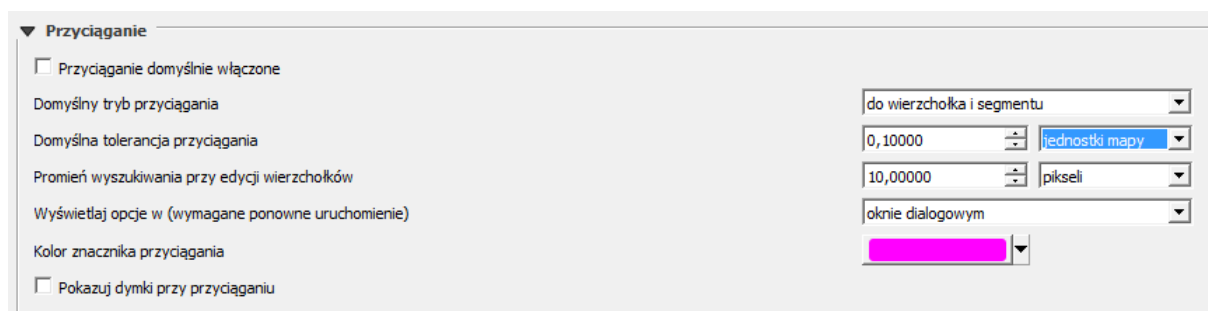 Przyciąganie
Przyciąganie domyślnie włączone
Domyślny tryb przyciągania do wierzchołka i segmentu
Domyślna tolerancja przyciągania 0,10000 jednostki mapy
Promień wyszukiwania przy edycji wierzchołków 10,00000 pikseli
Wyświetlaj opcje w (wymagane ponowne uruchomienie) oknie dialogowym
Kolor znacznika przyciągania
Pokazuj dymki przy przyciąganiu